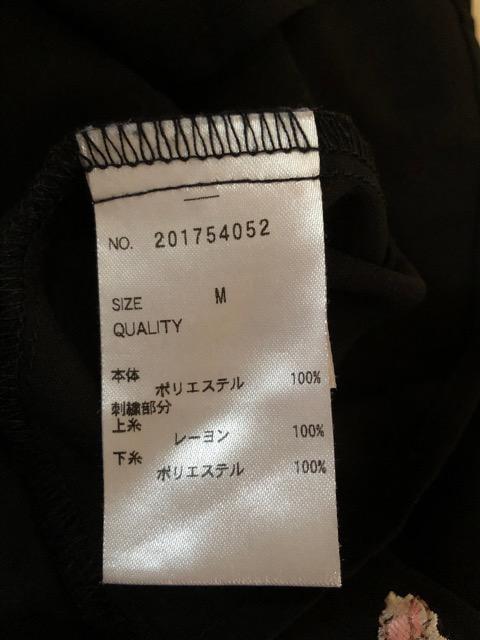 NO. 201754052
SIZE M
QUALITY
本体
ポリエステル 100%
刺繍部分
上糸
レーヨン 100%
下糸
ポリエステル 100%